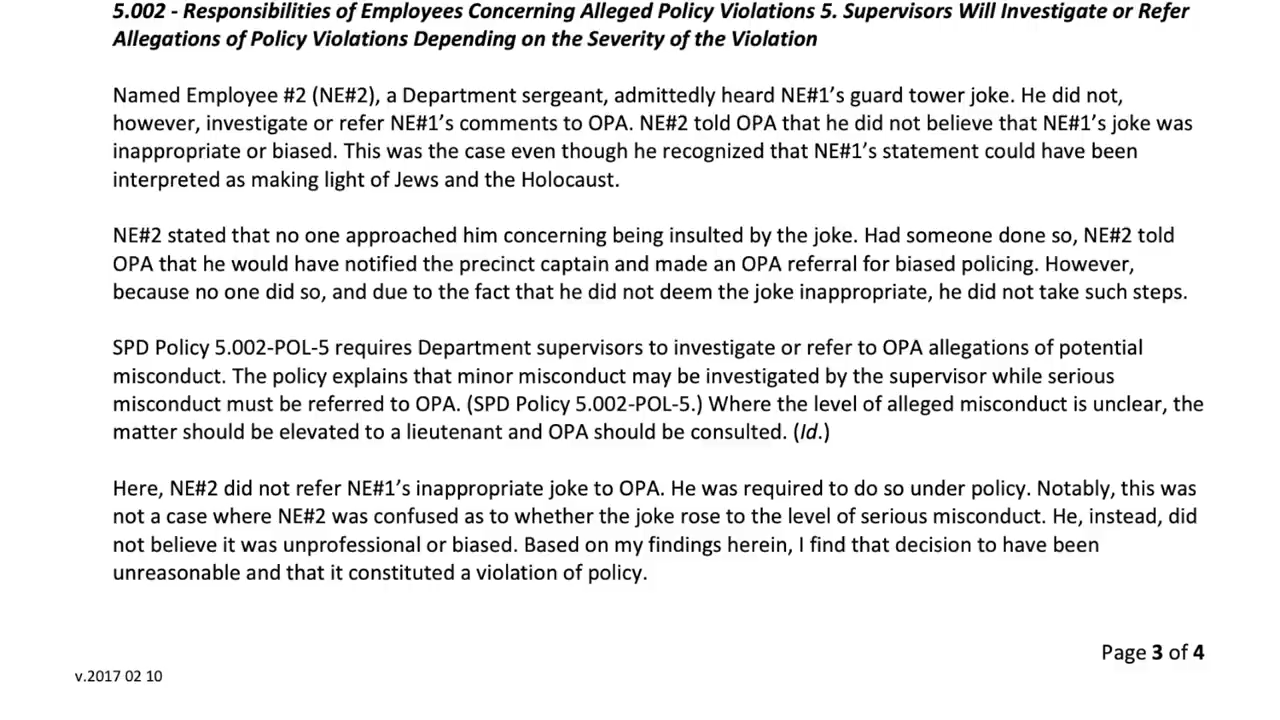 5.002 - Responsibilities of Employees Concerning Alleged Policy Violations 5. Supervisors Will Investigate or Refer
Allegations of Policy Violations Depending on the Severity of the Violation
Named Employee #2 (NE#2), a Department sergeant, admittedly heard NE#1’s guard tower joke. He did not,
however, investigate or refer NE#1’s comments to OPA. NE#2 told OPA that he did not believe that NE#1’s joke was
inappropriate or biased. This was the case even though he recognized that NE#1’s statement could have been
interpreted as making light of Jews and the Holocaust.
NE#2 stated that no one approached him concerning being insulted by the joke. Had someone done so, NE#2 told
OPA that he would have notified the precinct captain and made an OPA referral for biased policing. However,
because no one did so, and due to the fact that he did not deem the joke inappropriate, he did not take such steps.
SPD Policy 5.002-POL-5 requires Department supervisors to investigate or refer to OPA allegations of potential
misconduct. The policy explains that minor misconduct may be investigated by the supervisor while serious
misconduct must be referred to OPA. (SPD Policy 5.002-POL-5.) Where the level of alleged misconduct is unclear, the
matter should be elevated to a lieutenant and OPA should be consulted. (Id.)
Here, NE#2 did not refer NE#1’s inappropriate joke to OPA. He was required to do so under policy. Notably, this was
not a case where NE#2 was confused as to whether the joke rose to the level of serious misconduct. He, instead, did
not believe it was unprofessional or biased. Based on my findings herein, I find that decision to have been
unreasonable and that it constituted a violation of policy.
Page 3 of 4
v.2017 02 10